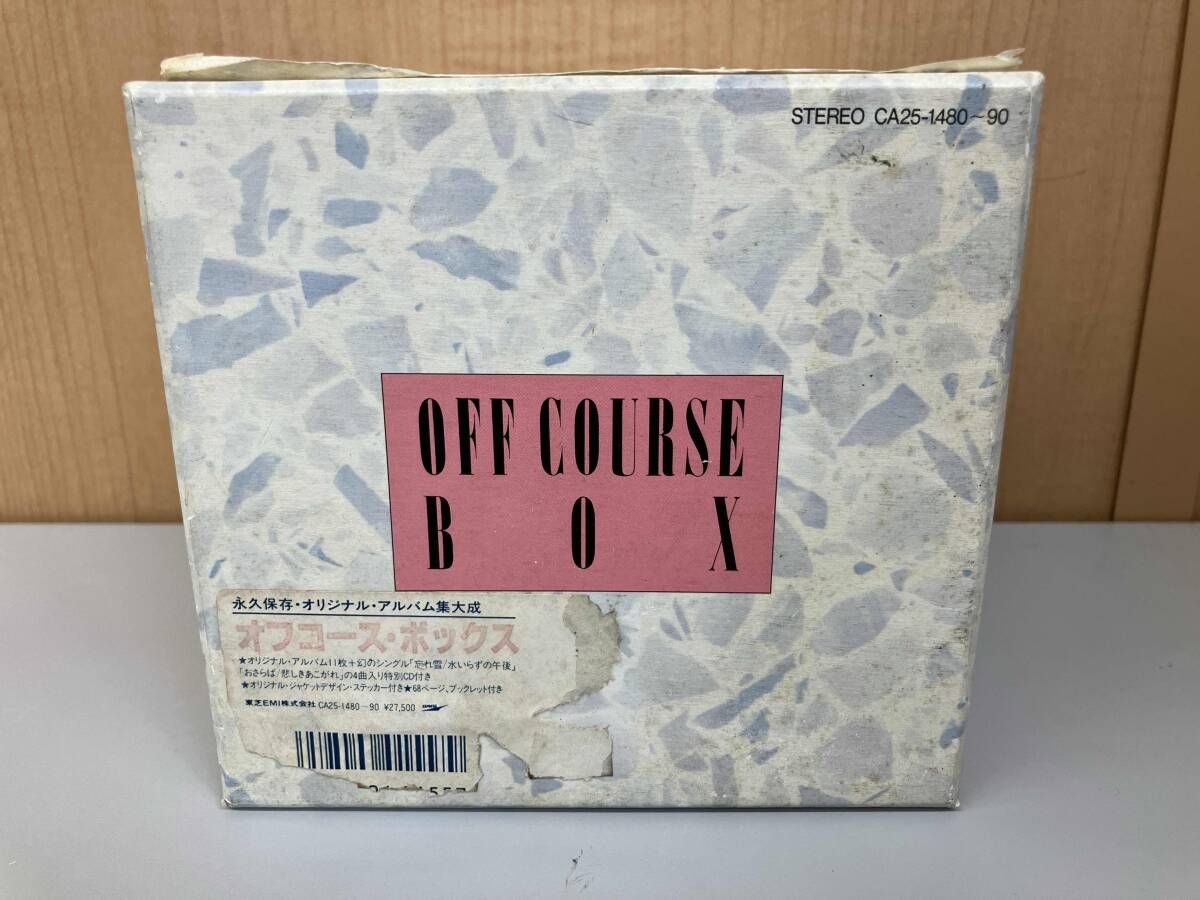 STEREO CA25-1480~90
OFF COURSE
BOX
永久保存・オリジナル・アルバム集大成
オフコース・ボックス
★オリジナル・アルバム11枚+幻のシングル「忘れ雪/水いらずの午後」
「おさらば/悲しきあこがれ」の4曲入り特別CD付き
★オリジナル・ジャケットデザイン・ステッカー付き★68ページ、ブックレット付き
東芝EMI株式会社 CA25-1480~90 ¥27,500